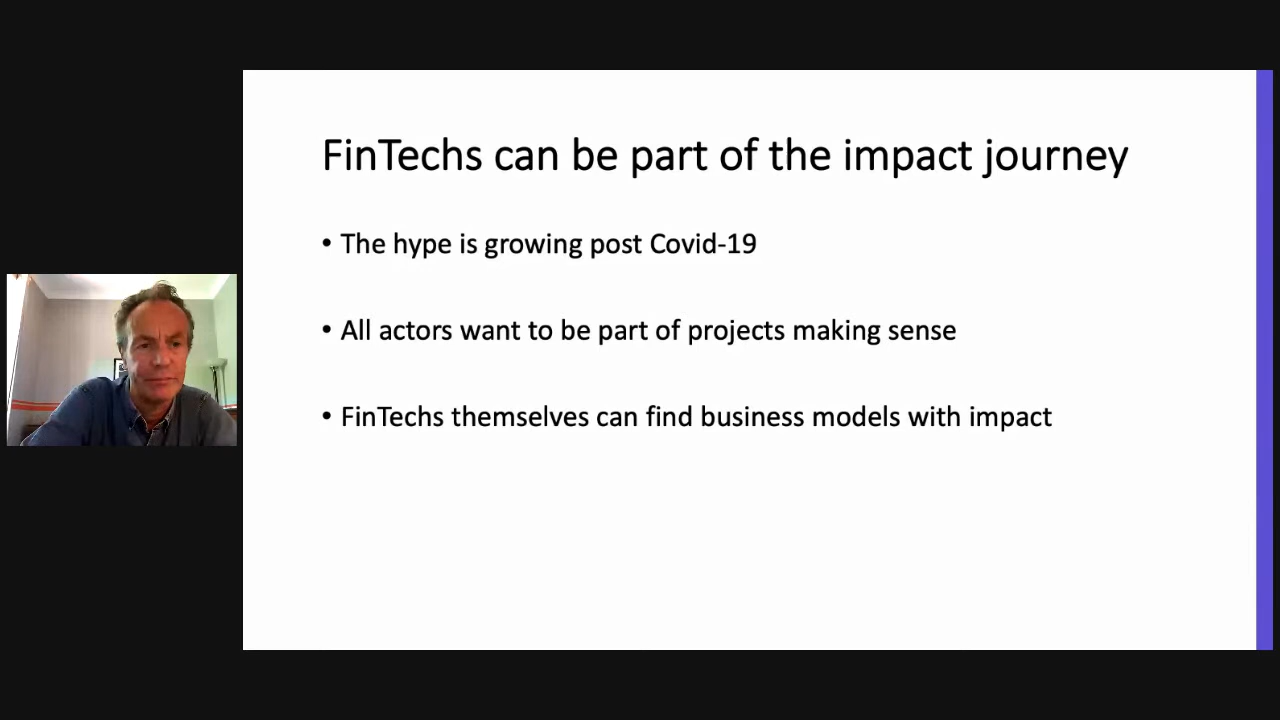 FinTechs can be part of the impact journey
• The hype is growing post Covid-19
• All actors want to be part of projects making sense
• FinTechs themselves can find business models with impact